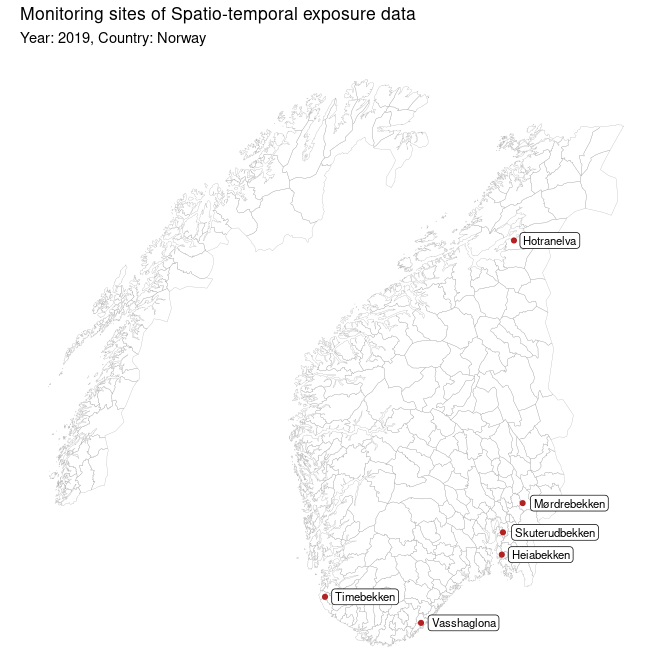 Monitoring sites of Spatio-temporal exposure data
Year: 2019, Country: Norway
Hotranelva
Mørdrebekken
Skuterudbekken
Heiabekken
Timebekken
Vasshaglona